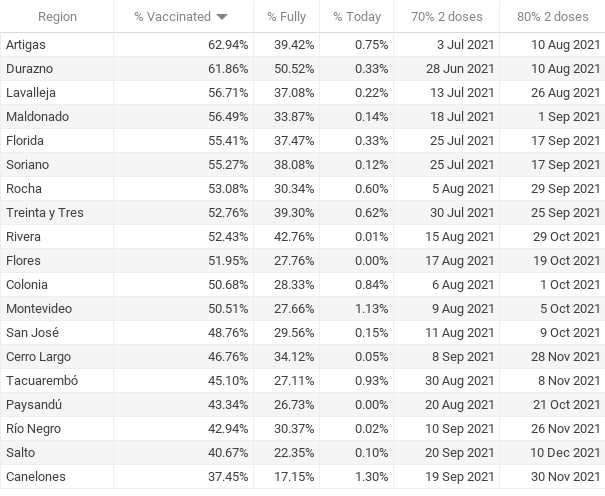 Region % Vaccinated % Fully % Today 70% 2 doses 80% 2 doses
Artigas 62.94% 39.42% 0.75% 3 Jul 2021 10 Aug 2021
Durazno 61.86% 50.52% 0.33% 28 Jun 2021 10 Aug 2021
Lavalleja 56.71% 37.08% 0.22% 13 Jul 2021 26 Aug 2021
Maldonado 56.49% 33.87% 0.14% 18 Jul 2021 1 Sep 2021
Florida 55.41% 37.47% 0.33% 25 Jul 2021 17 Sep 2021
Soriano 55.27% 38.08% 0.12% 25 Jul 2021 17 Sep 2021
Rocha 53.08% 30.34% 0.60% 5 Aug 2021 29 Sep 2021
Treinta y Tres 52.76% 39.30% 0.62% 30 Jul 2021 25 Sep 2021
Rivera 52.43% 42.76% 0.01% 15 Aug 2021 29 Oct 2021
Flores 51.95% 27.76% 0.00% 17 Aug 2021 19 Oct 2021
Colonia 50.68% 28.33% 0.84% 6 Aug 2021 1 Oct 2021
Montevideo 50.51% 27.66% 1.13% 9 Aug 2021 5 Oct 2021
San José 48.76% 29.56% 0.15% 11 Aug 2021 9 Oct 2021
Cerro Largo 46.76% 34.12% 0.05% 8 Sep 2021 28 Nov 2021
Tacuarembó 45.10% 27.11% 0.93% 30 Aug 2021 8 Nov 2021
Paysandú 43.34% 26.73% 0.00% 20 Aug 2021 21 Oct 2021
Río Negro 42.94% 30.37% 0.02% 10 Sep 2021 26 Nov 2021
Salto 40.67% 22.35% 0.10% 20 Sep 2021 10 Dec 2021
Canelones 37.45% 17.15% 1.30% 19 Sep 2021 30 Nov 2021